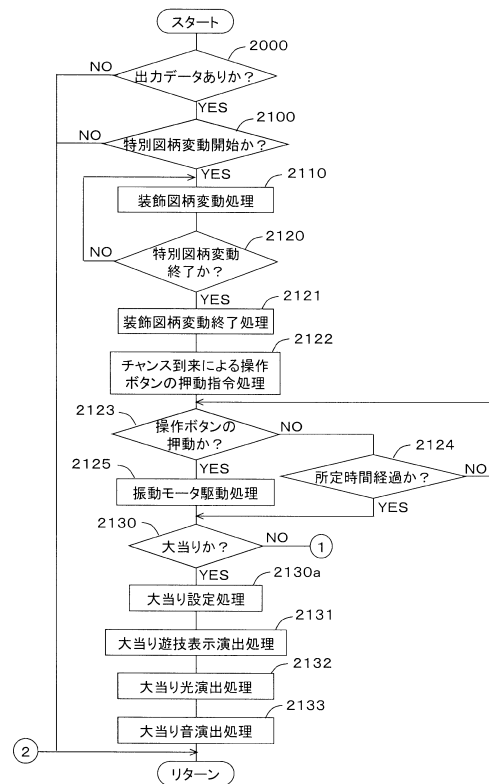 スタート
2000
出力データありか？
NO
YES
2100
特別図柄変動開始か？
NO
YES
2110
装飾図柄変動処理
2120
特別図柄変動
終了か？
NO
YES
2121
装飾図柄変動終了処理
2122
チャンス到来による操作
ボタンの押動指令処理
2123
操作ボタンの
押動か？
NO
YES
2124
所定時間経過か？
NO
YES
2125
振動モータ駆動処理
2130
大当りか？
NO
1
YES
2130a
大当り設定処理
2131
大当り遊技表示演出処理
2132
大当り光演出処理
2133
大当り音演出処理
2
リターン